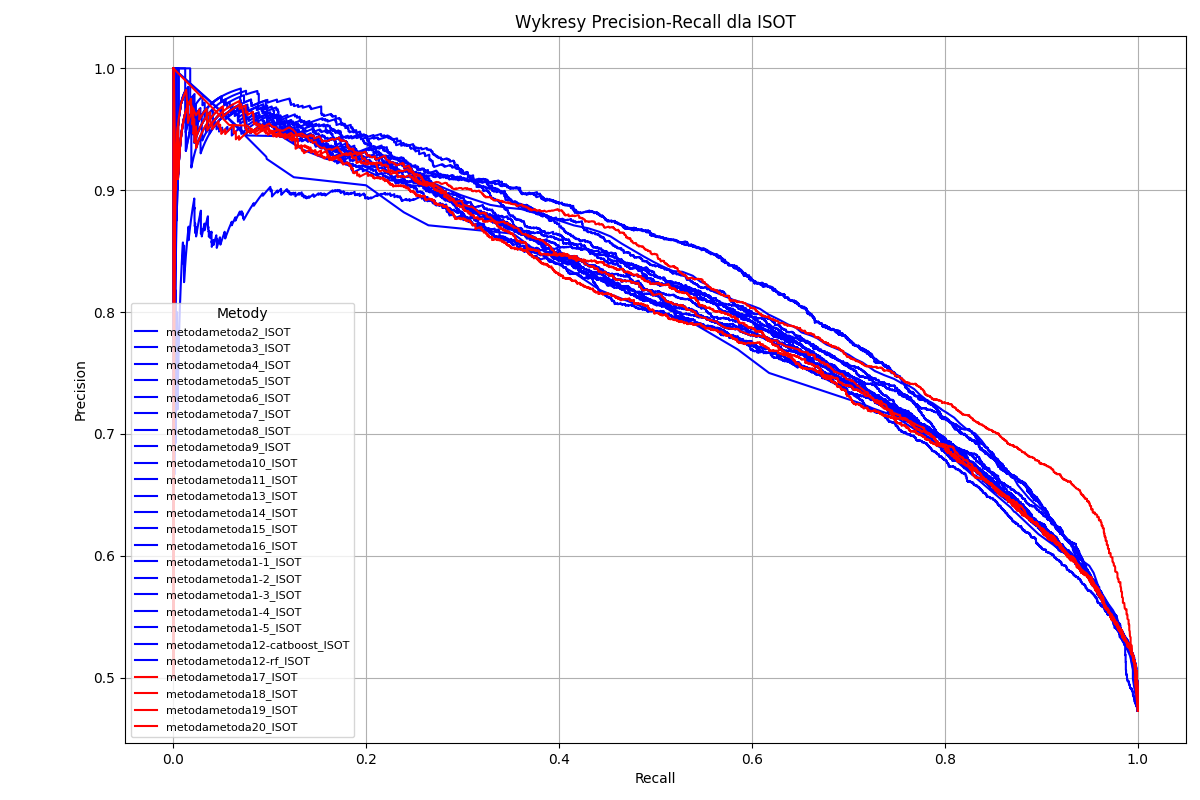 Wykresy Precision-Recall dla ISOT
1.0
0.9
0.8
0.7
0.6
0.5
Precision
Metody
metodametoda2_ISOT
metodametoda3_ISOT
metodametoda4_ISOT
metodametoda5_ISOT
metodametoda6_ISOT
metodametoda7_ISOT
metodametoda8_ISOT
metodametoda9_ISOT
metodametoda10_ISOT
metodametoda11_ISOT
metodametoda13_ISOT
metodametoda14_ISOT
metodametoda15_ISOT
metodametoda16_ISOT
metodametoda1-1_ISOT
metodametoda1-2_ISOT
metodametoda1-3_ISOT
metodametoda1-4_ISOT
metodametoda1-5_ISOT
metodametoda12-catboost_ISOT
metodametoda12-rf_ISOT
metodametoda17_ISOT
metodametoda18_ISOT
metodametoda19_ISOT
metodametoda20_ISOT
0.0 0.2 0.4 0.6 0.8 1.0
Recall